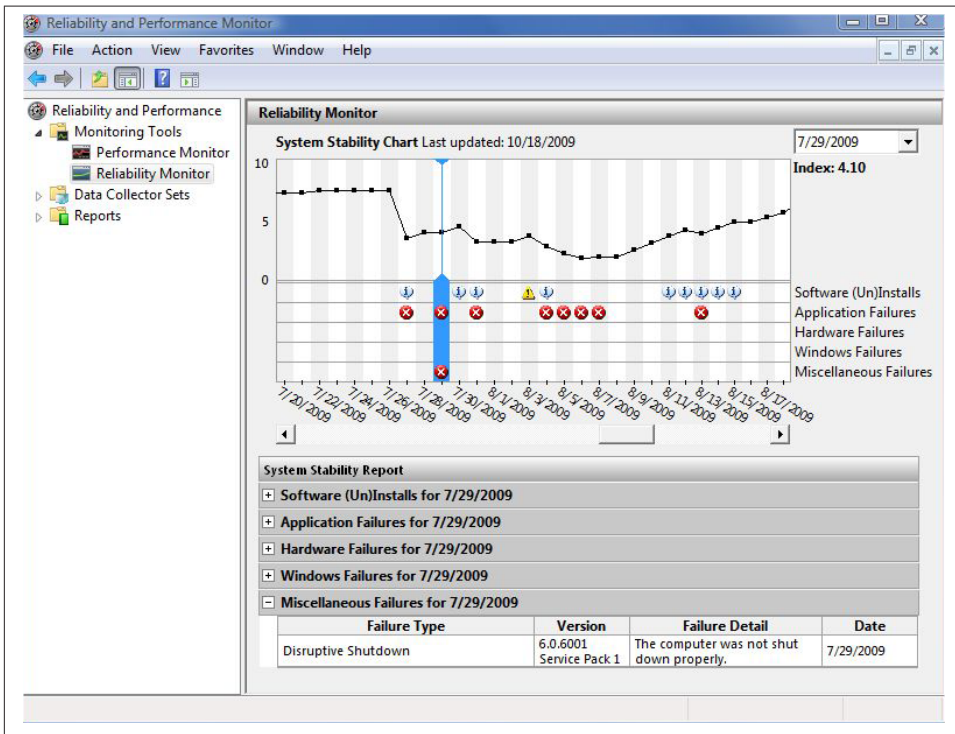 Reliability and Performance Monitor
File Action View Favorites Window Help
Reliability and Performance
Monitoring Tools
Performance Monitor
Reliability Monitor
Data Collector Sets
Reports
Reliability Monitor
System Stability Chart Last updated: 10/18/2009
7/29/2009
Index: 4.10
10
5
0
Software (Un)Installs
Application Failures
Hardware Failures
Windows Failures
Miscellaneous Failures
7/20/2009 7/22/2009 7/24/2009 7/26/2009 7/28/2009 7/30/2009 8/1/2009 8/3/2009 8/5/2009 8/7/2009 8/9/2009 8/11/2009 8/13/2009 8/15/2009 8/17/2009
System Stability Report
Software (Un)Installs for 7/29/2009
Application Failures for 7/29/2009
Hardware Failures for 7/29/2009
Windows Failures for 7/29/2009
Miscellaneous Failures for 7/29/2009
Failure Type Version Failure Detail Date
Disruptive Shutdown 6.0.6001 Service Pack 1 The computer was not shut down properly. 7/29/2009